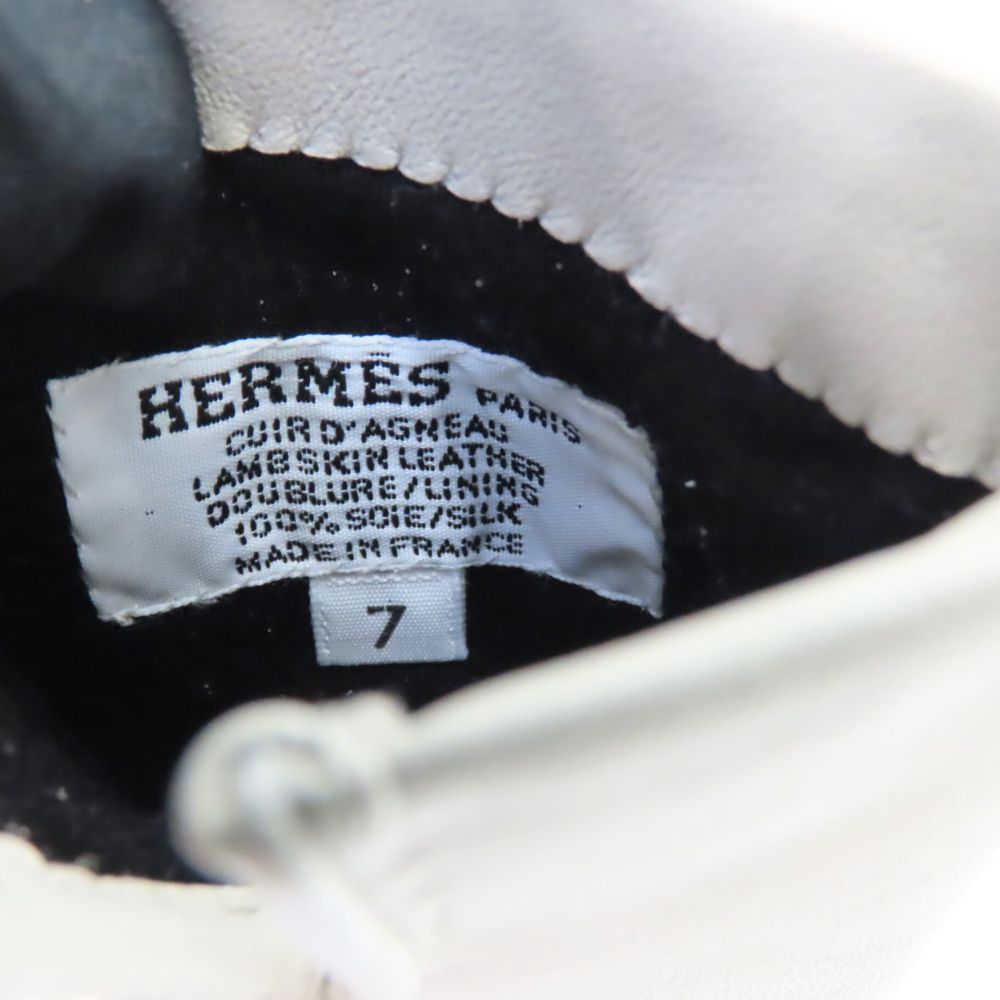 HERMÈS PARIS
CUIR D'AGNEAU
LAMBSKIN LEATHER
DOUBLURE/LINING
100% SOIE/SILK
MADE IN FRANCE
7